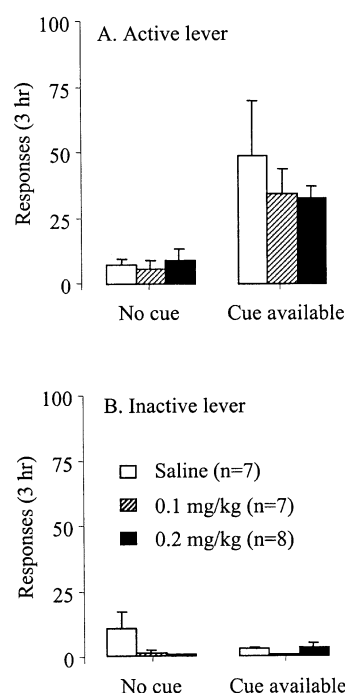 A. Active lever
Responses (3 hr)
100
75
50
25
0
No cue
Cue available
B. Inactive lever
Responses (3 hr)
100
75
50
25
0
Saline (n=7)
0.1 mg/kg (n=7)
0.2 mg/kg (n=8)
No cue
Cue available